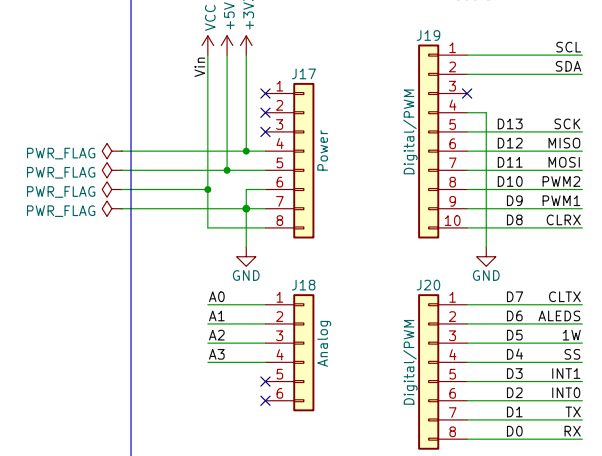 VCC
+5V
+3V
Vin
J17
1
2
3
4
5
6
7
8
Power
PWR_FLAG
PWR_FLAG
PWR_FLAG
PWR_FLAG
GND
J18
A0 1
A1 2
A2 3
A3 4
5
6
Analog
J19
1 SCL
2 SDA
3
4
5 D13 SCK
6 D12 MISO
7 D11 MOSI
8 D10 PWM2
9 D9 PWM1
10 D8 CLRX
Digital/PWM
GND
J20
1 D7 CLTX
2 D6 ALEDS
3 D5 1W
4 D4 SS
5 D3 INT1
6 D2 INT0
7 D1 TX
8 D0 RX
Digital/PWM